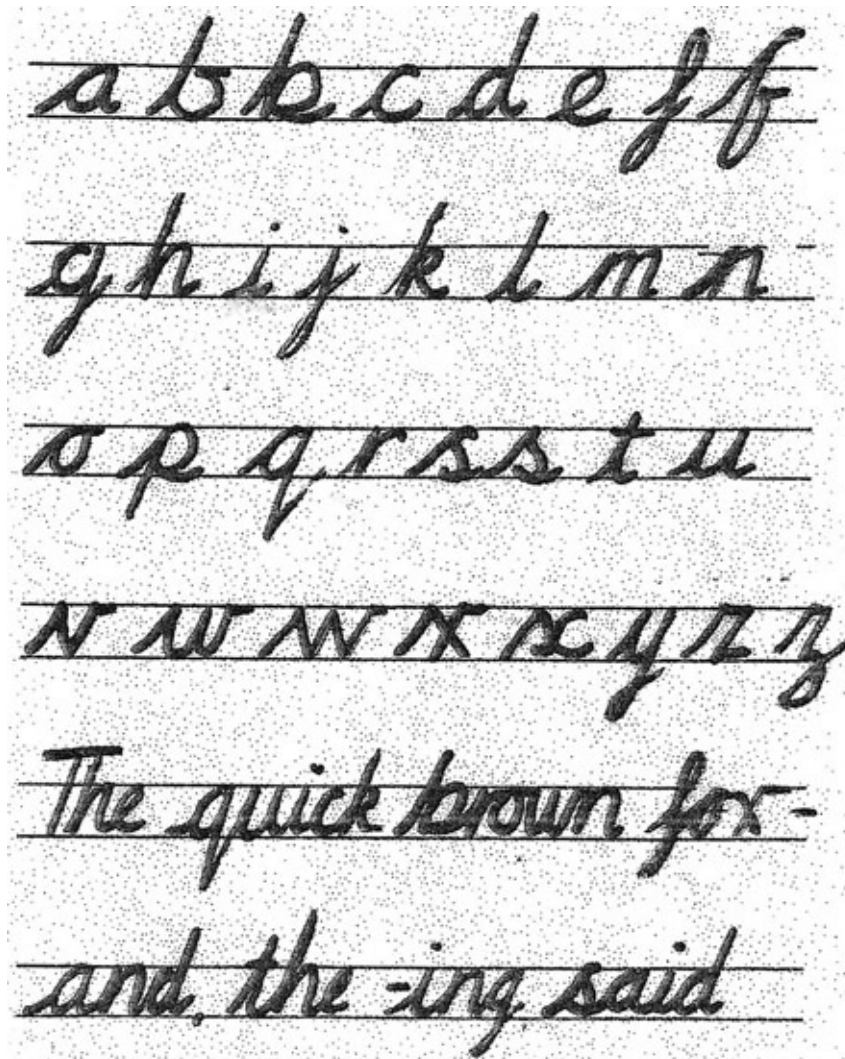 a b b c d e f f
g h i j k l m n
o p q r s s t u
v w w x x y z z
The quick brown fox-
and, the -ing said